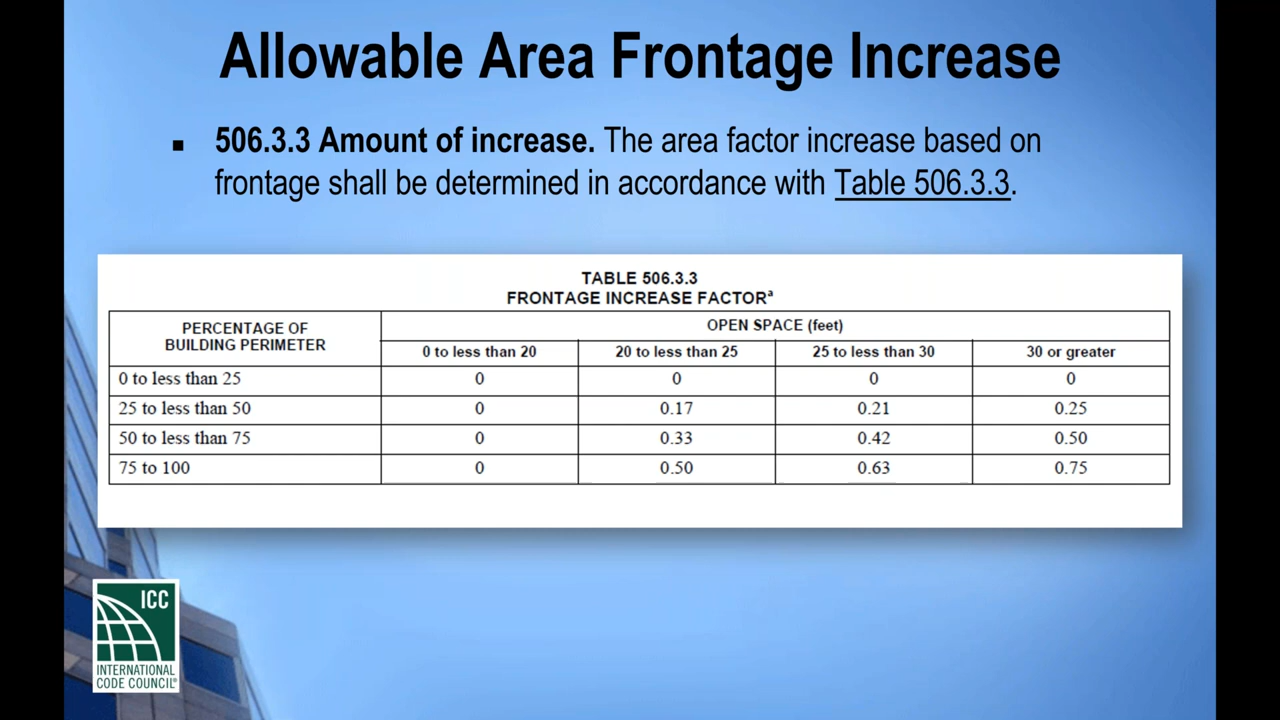 Allowable Area Frontage Increase
▪ 506.3.3 Amount of increase. The area factor increase based on
frontage shall be determined in accordance with Table 506.3.3.
TABLE 506.3.3
FRONTAGE INCREASE FACTORᵃ
PERCENTAGE OF
BUILDING PERIMETER
OPEN SPACE (feet)
0 to less than 20 20 to less than 25 25 to less than 30 30 or greater
0 to less than 25 0 0 0 0
25 to less than 50 0 0.17 0.21 0.25
50 to less than 75 0 0.33 0.42 0.50
75 to 100 0 0.50 0.63 0.75
ICC
INTERNATIONAL
CODE COUNCIL®